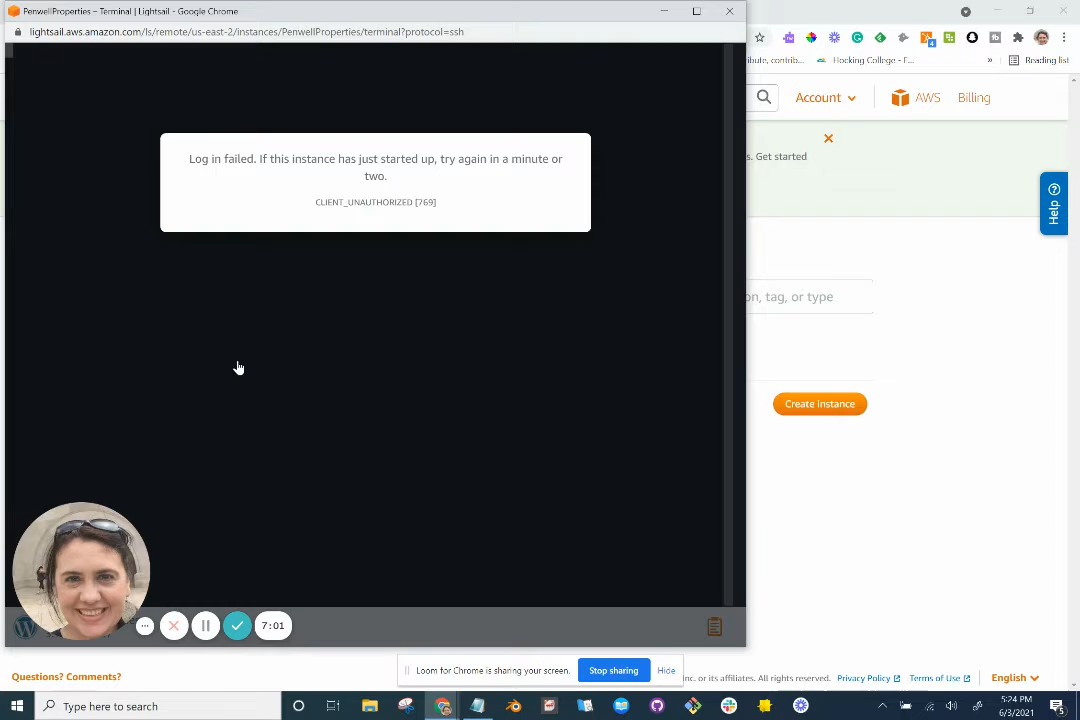 PenwellProperties – Terminal | Lightsail - Google Chrome
lightsail.aws.amazon.com/ls/remote/us-east-2/instances/PenwellProperties/terminal?protocol=ssh
ribute, contrib...
Hocking College - F...
»
Reading list
Account
AWS
Billing
s. Get started
Log in failed. If this instance has just started up, try again in a minute or
two.
CLIENT_UNAUTHORIZED [769]
Help
on, tag, or type
Create instance
7:01
Loom for Chrome is sharing your screen.
Stop sharing
Hide
Questions? Comments?
nc. or its affiliates. All rights reserved.
Privacy Policy
Terms of Use
English
Type here to search
5:24 PM
6/3/2021